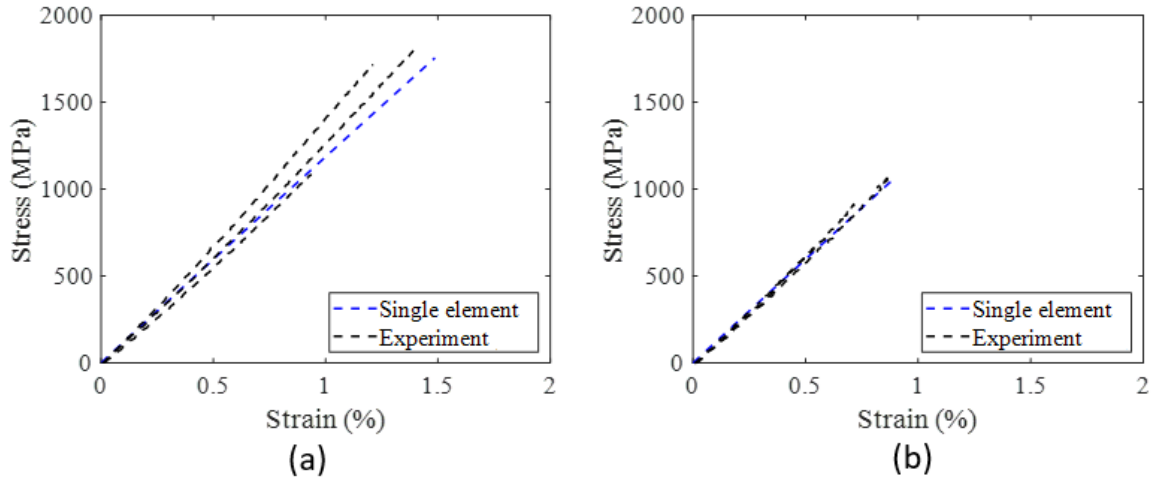 2000
1500
1000
500
0
Stress (MPa)
0 0.5 1 1.5 2
Strain (%)
Single element
Experiment
(a)
2000
1500
1000
500
0
Stress (MPa)
0 0.5 1 1.5 2
Strain (%)
Single element
Experiment
(b)